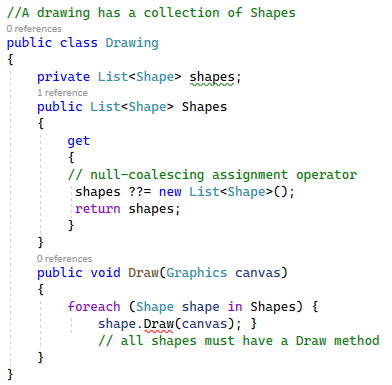 //A drawing has a collection of Shapes
0 references
public class Drawing
{
private List<Shape> shapes;
1 reference
public List<Shape> Shapes
{
get
{
// null-coalescing assignment operator
shapes ??= new List<Shape>();
return shapes;
}
}
0 references
public void Draw(Graphics canvas)
{
foreach (Shape shape in Shapes) {
shape.Draw(canvas); }
// all shapes must have a Draw method
}
}